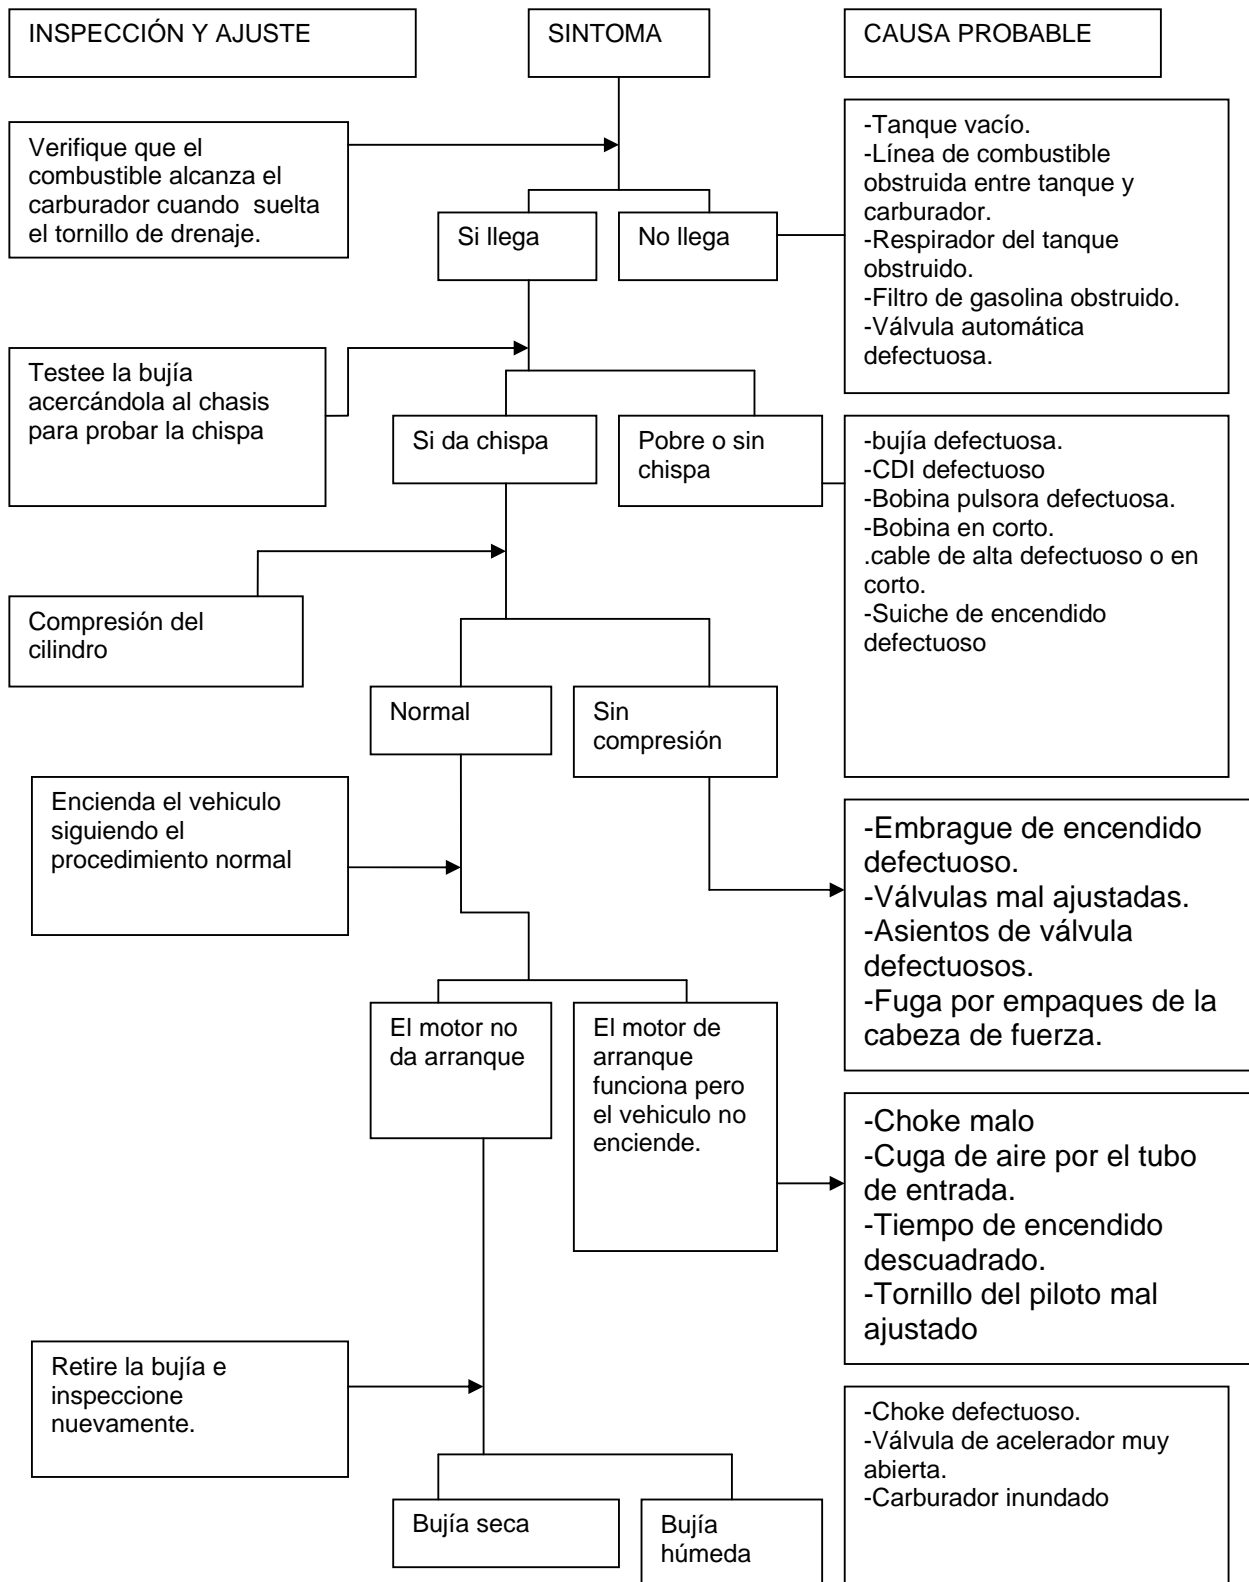 INSPECCIÓN Y AJUSTE
SINTOMA
CAUSA PROBABLE
Verifique que el
combustible alcanza el
carburador cuando suelta
el tornillo de drenaje.
Si llega
No llega
-Tanque vacío.
-Línea de combustible
obstruida entre tanque y
carburador.
-Respirador del tanque
obstruido.
-Filtro de gasolina obstruido.
-Válvula automática
defectuosa.
Testee la bujía
acercándola al chasis
para probar la chispa
Si da chispa
Pobre o sin
chispa
-bujía defectuosa.
-CDI defectuoso
-Bobina pulsora defectuosa.
-Bobina en corto.
.cable de alta defectuoso o en
corto.
-Suiche de encendido
defectuoso
Compresión del
cilindro
Normal
Sin
compresión
-Embrague de encendido
defectuoso.
-Válvulas mal ajustadas.
-Asientos de válvula
defectuosos.
-Fuga por empaques de la
cabeza de fuerza.
Encienda el vehiculo
siguiendo el
procedimiento normal
El motor no
da arranque
El motor de
arranque
funciona pero
el vehiculo no
enciende.
-Choke malo
-Cuga de aire por el tubo
de entrada.
-Tiempo de encendido
descuadrado.
-Tornillo del piloto mal
ajustado
Retire la bujía e
inspeccione
nuevamente.
Bujía seca
Bujía
húmeda
-Choke defectuoso.
-Válvula de acelerador muy
abierta.
-Carburador inundado